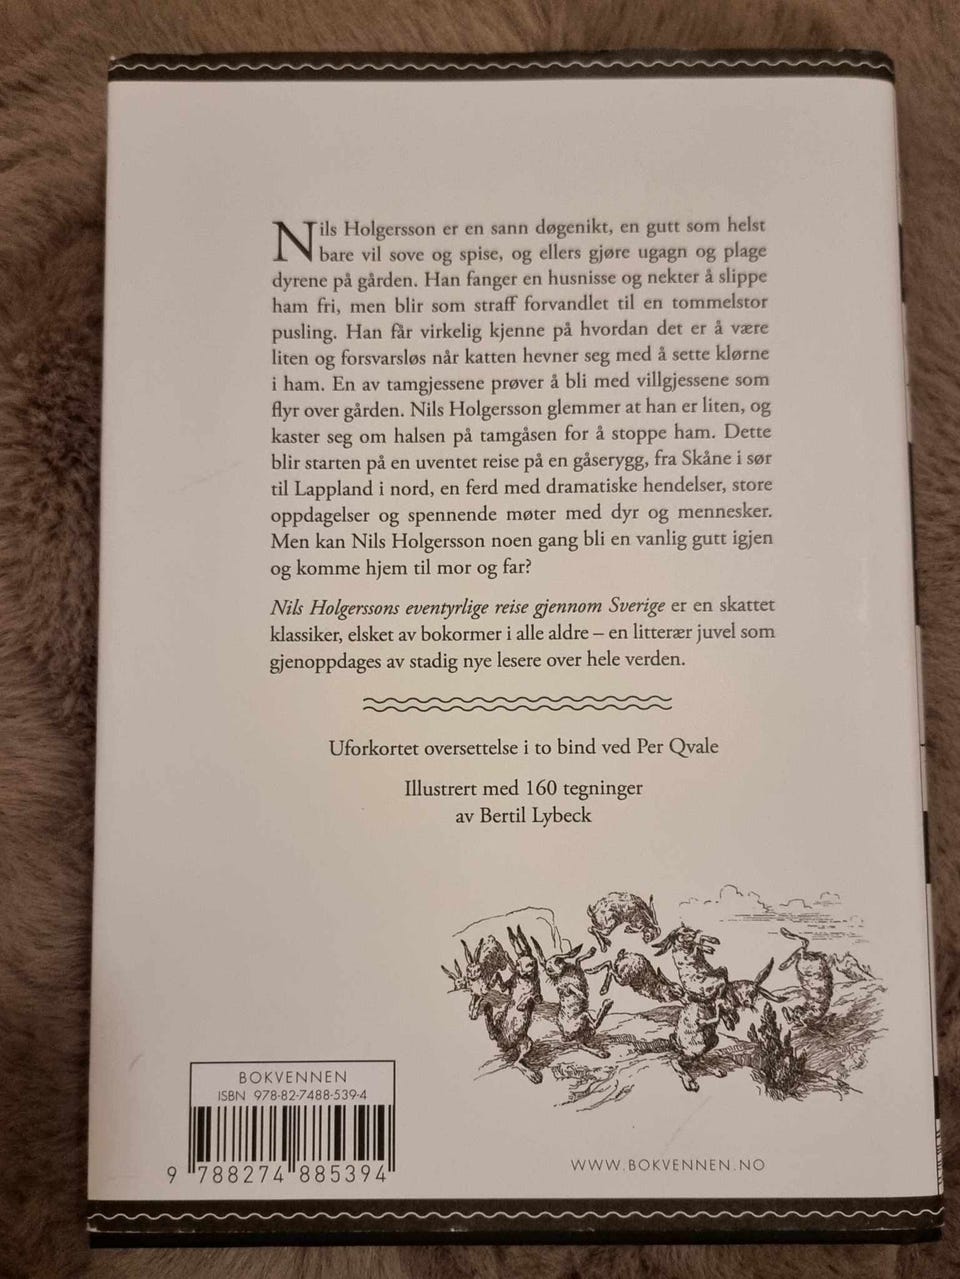 Nils Holgersson er en sann døgenikt, en gutt som helst
bare vil sove og spise, og ellers gjøre ugagn og plage
dyrene på gården. Han fanger en husnisse og nekter å slippe
ham fri, men blir som straff forvandlet til en tommelstor
pusling. Han får virkelig kjenne på hvordan det er å være
liten og forsvarsløs når katten hevner seg med å sette klørne
i ham. En av tamgjessene prøver å bli med villgjessene som
flyr over gården. Nils Holgersson glemmer at han er liten, og
kaster seg om halsen på tamgåsen for å stoppe ham. Dette
blir starten på en uventet reise på en gåserygg, fra Skåne i sør
til Lappland i nord, en ferd med dramatiske hendelser, store
oppdagelser og spennende møter med dyr og mennesker.
Men kan Nils Holgersson noen gang bli en vanlig gutt igjen
og komme hjem til mor og far?
Nils Holgerssons eventyrlige reise gjennom Sverige er en skattet
klassiker, elsket av bokormer i alle aldre – en litterær juvel som
gjenoppdages av stadig nye lesere over hele verden.
Uforkortet oversettelse i to bind ved Per Qvale
Illustrert med 160 tegninger
av Bertil Lybeck
BOKVENNEN
ISBN 978-82-7488-539-4
9 788274 885394
WWW.BOKVENNEN.NO